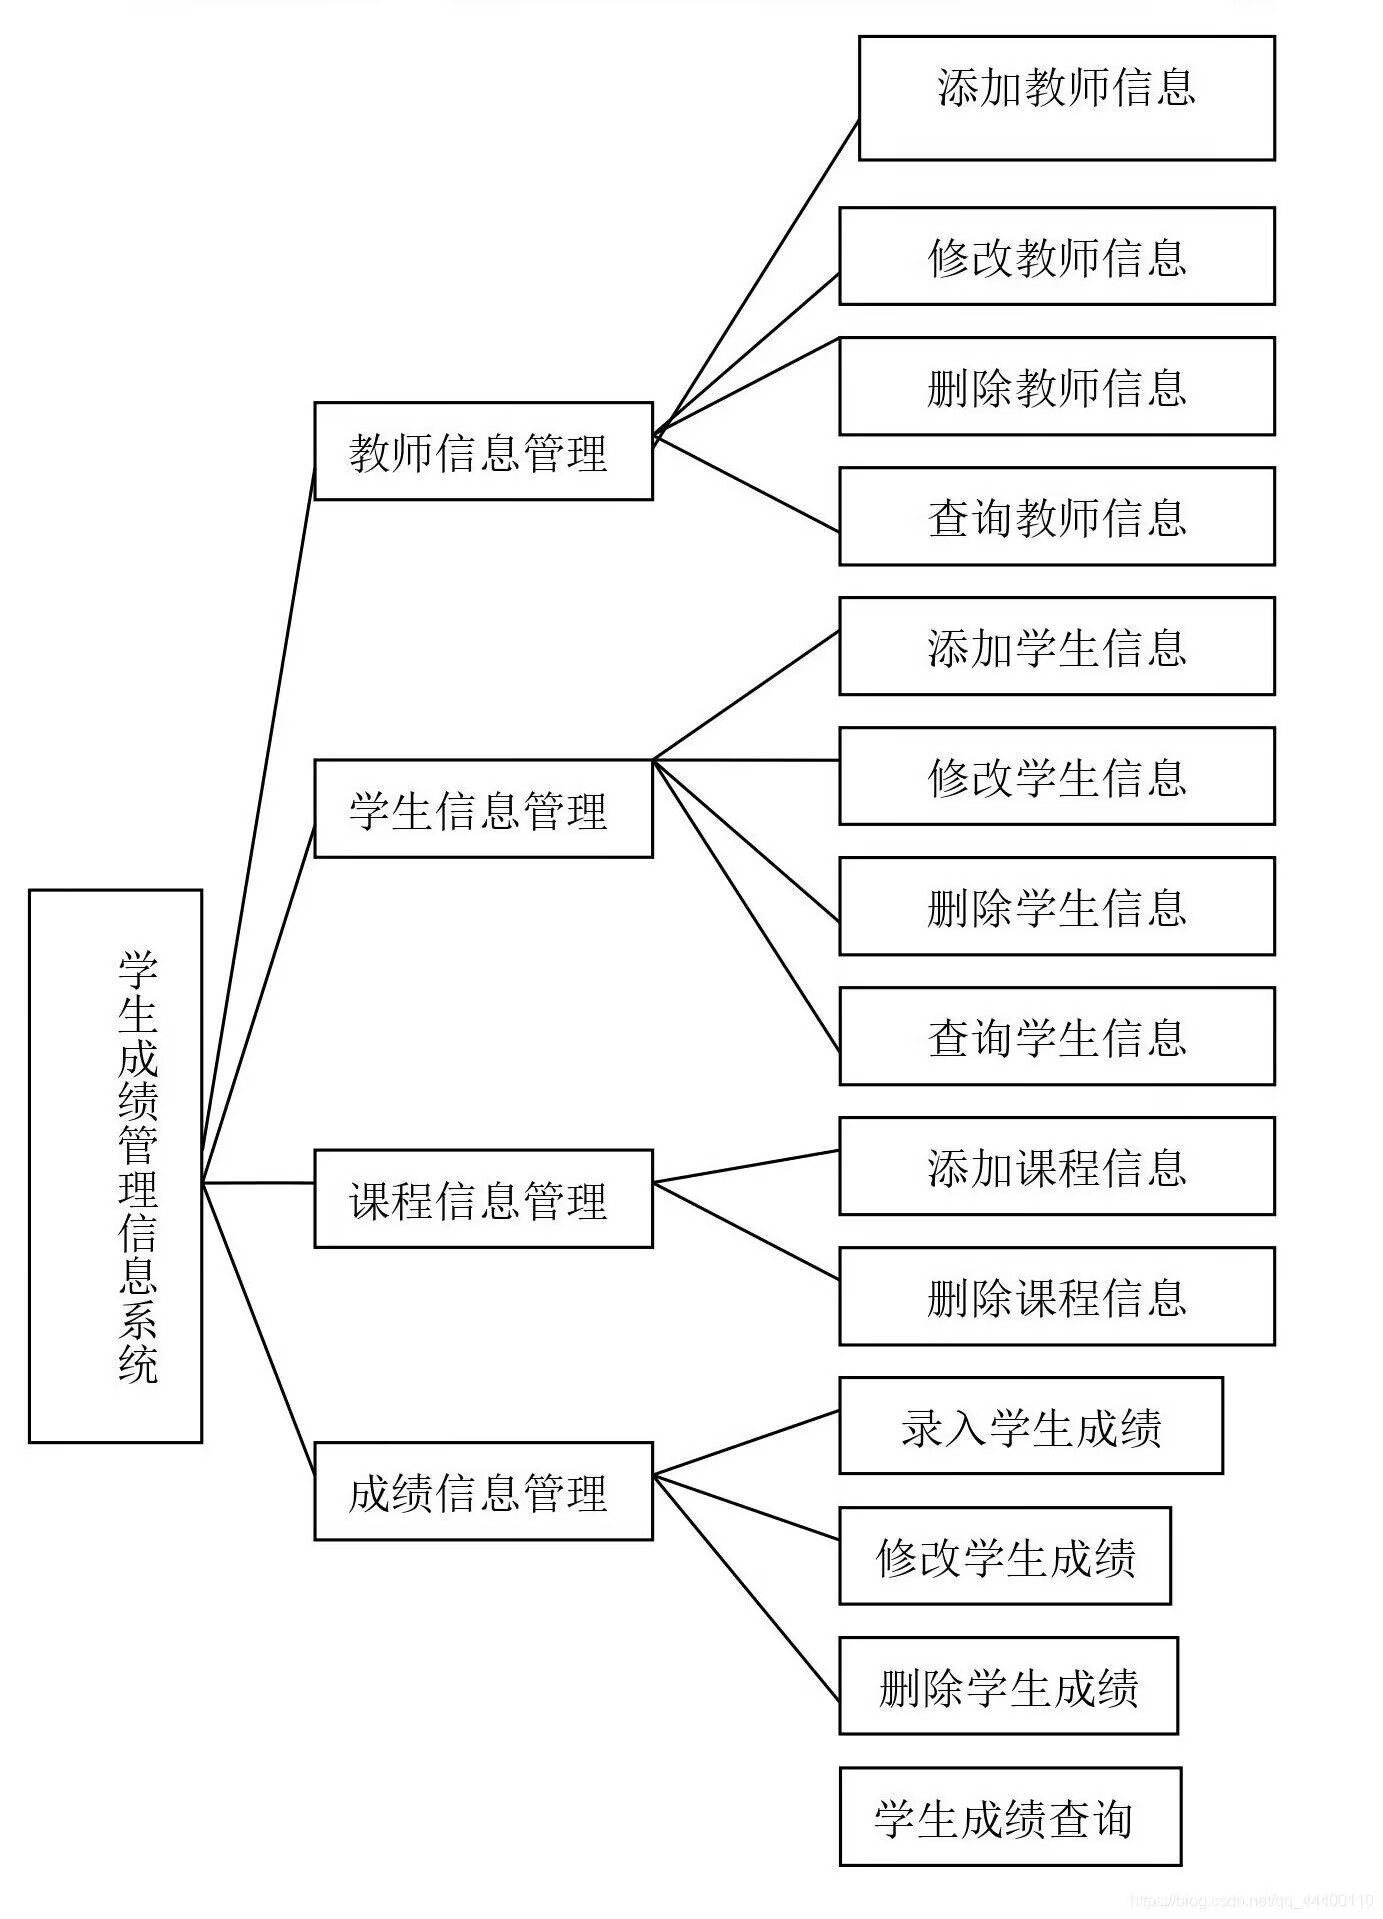 添加教师信息
修改教师信息
删除教师信息
教师信息管理
查询教师信息
添加学生信息
修改学生信息
学生信息管理
删除学生信息
学生成绩管理信息系统
查询学生信息
添加课程信息
课程信息管理
删除课程信息
录入学生成绩
成绩信息管理
修改学生成绩
删除学生成绩
学生成绩查询
https://blog.csdn.net/qq_44400110